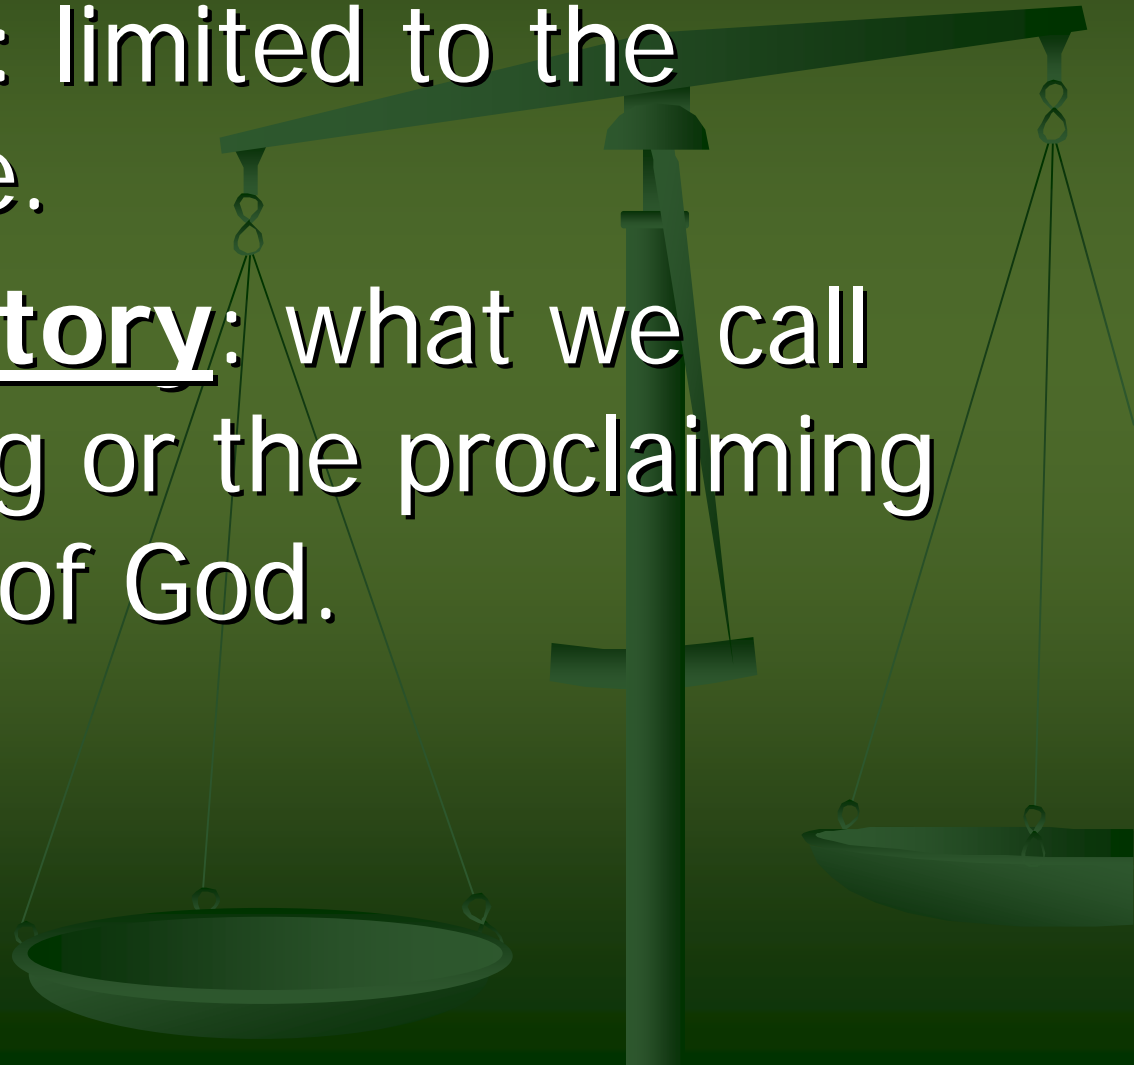 : limited to the
e.
tory: what we call
g or the proclaiming
of God.